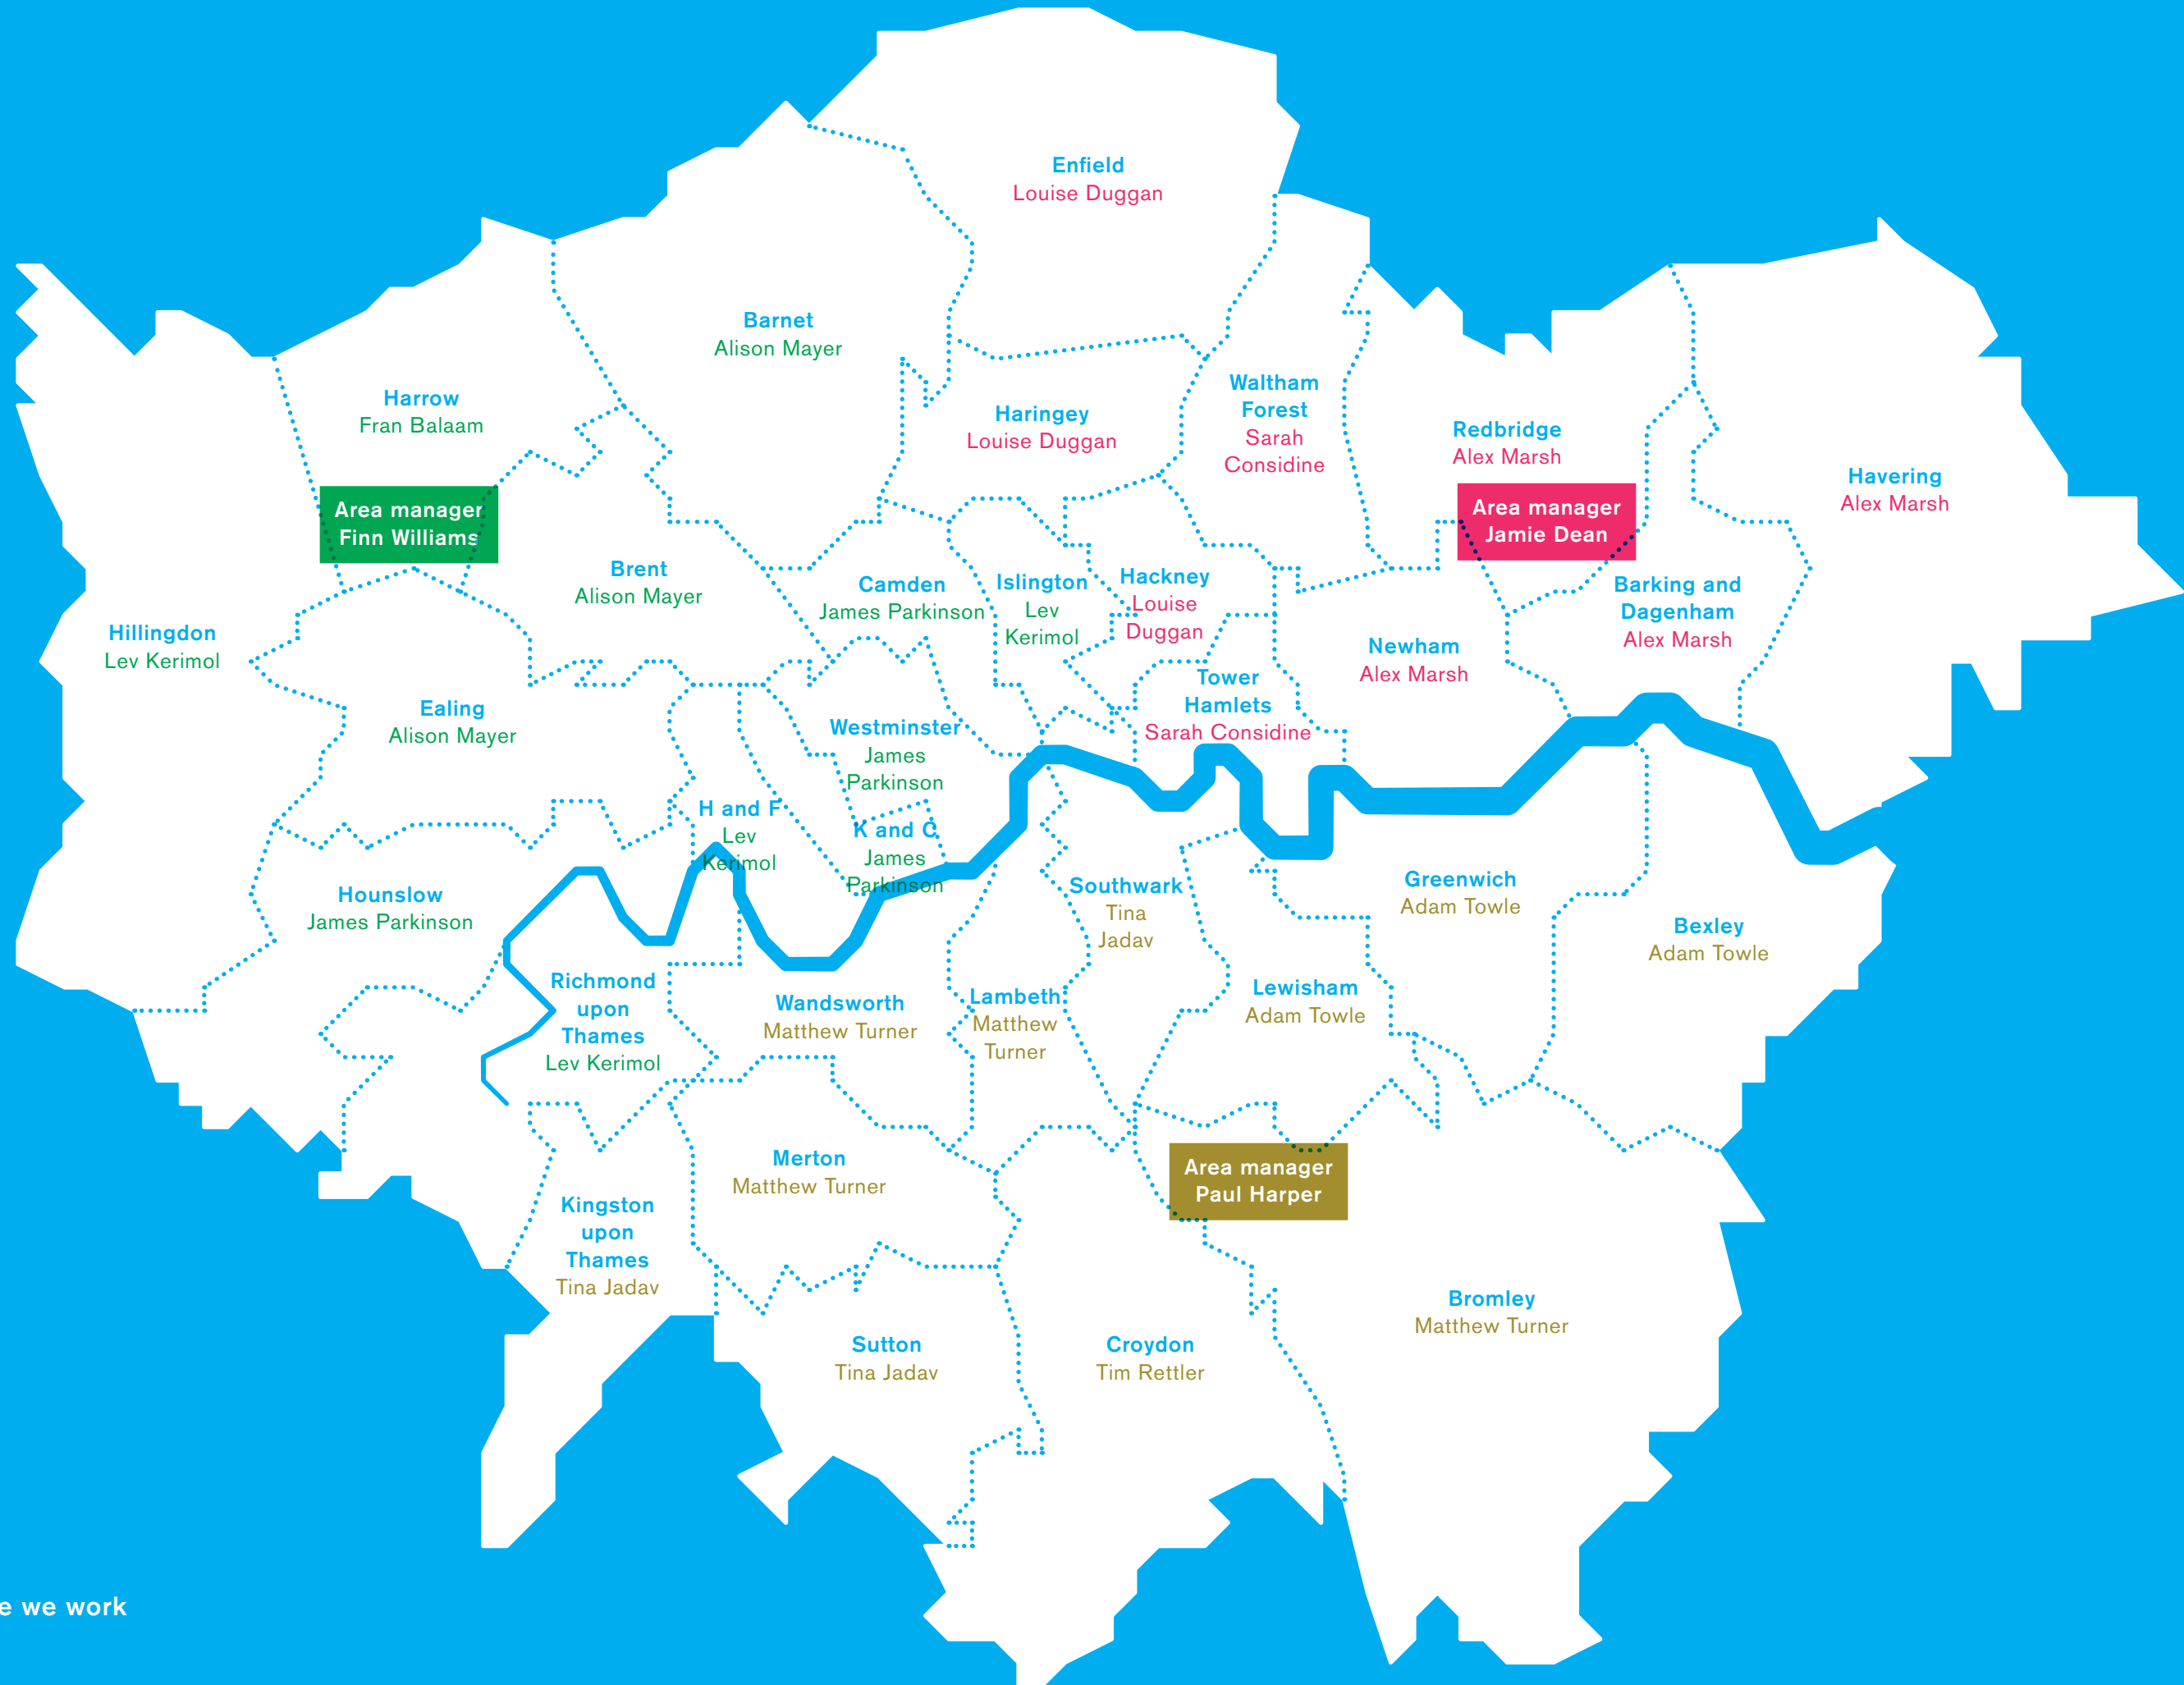 Enfield
Louise Duggan
Barnet
Alison Mayer
Harrow
Fran Balaam
Haringey
Louise Duggan
Waltham
Forest
Sarah
Considine
Redbridge
Alex Marsh
Havering
Alex Marsh
Area manager
Finn Williams
Area manager
Jamie Dean
Brent
Alison Mayer
Camden
James Parkinson
Islington
Lev
Kerimol
Hackney
Louise
Duggan
Barking and
Dagenham
Alex Marsh
Hillingdon
Lev Kerimol
Newham
Alex Marsh
Tower
Hamlets
Sarah Considine
Ealing
Alison Mayer
Westminster
James
Parkinson
H and F
Lev
Kerimol
K and C
James
Parkinson
Hounslow
James Parkinson
Southwark
Tina
Jadav
Greenwich
Adam Towle
Bexley
Adam Towle
Richmond
upon
Thames
Lev Kerimol
Wandsworth
Matthew Turner
Lambeth
Matthew
Turner
Lewisham
Adam Towle
Merton
Matthew Turner
Area manager
Paul Harper
Kingston
upon
Thames
Tina Jadav
Sutton
Tina Jadav
Croydon
Tim Rettler
Bromley
Matthew Turner
e we work